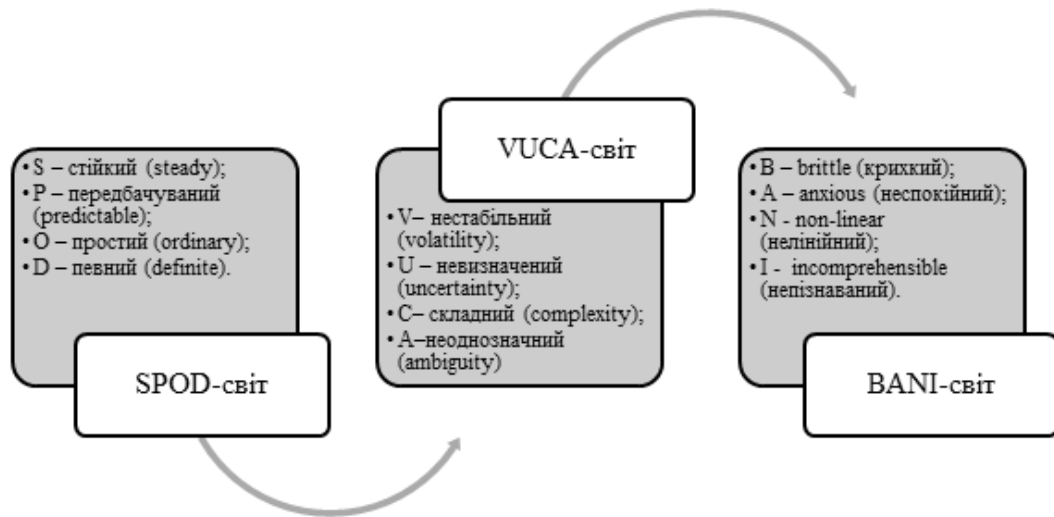 • S – стійкий (steady);
• P – передбачуваний
(predictable);
• O – простий (ordinary);
• D – певний (definite).
SPOD-світ
VUCA-світ
• V– нестабільний
(volatility);
• U – невизначений
(uncertainty);
• C– складний (complexity);
• A–неоднозначний
(ambiguity)
• B – brittle (крихкий);
• A – anxious (неспокійний);
• N - non-linear
(нелінійний);
• I - incomprehensible
(непізнаваний).
BANI-світ